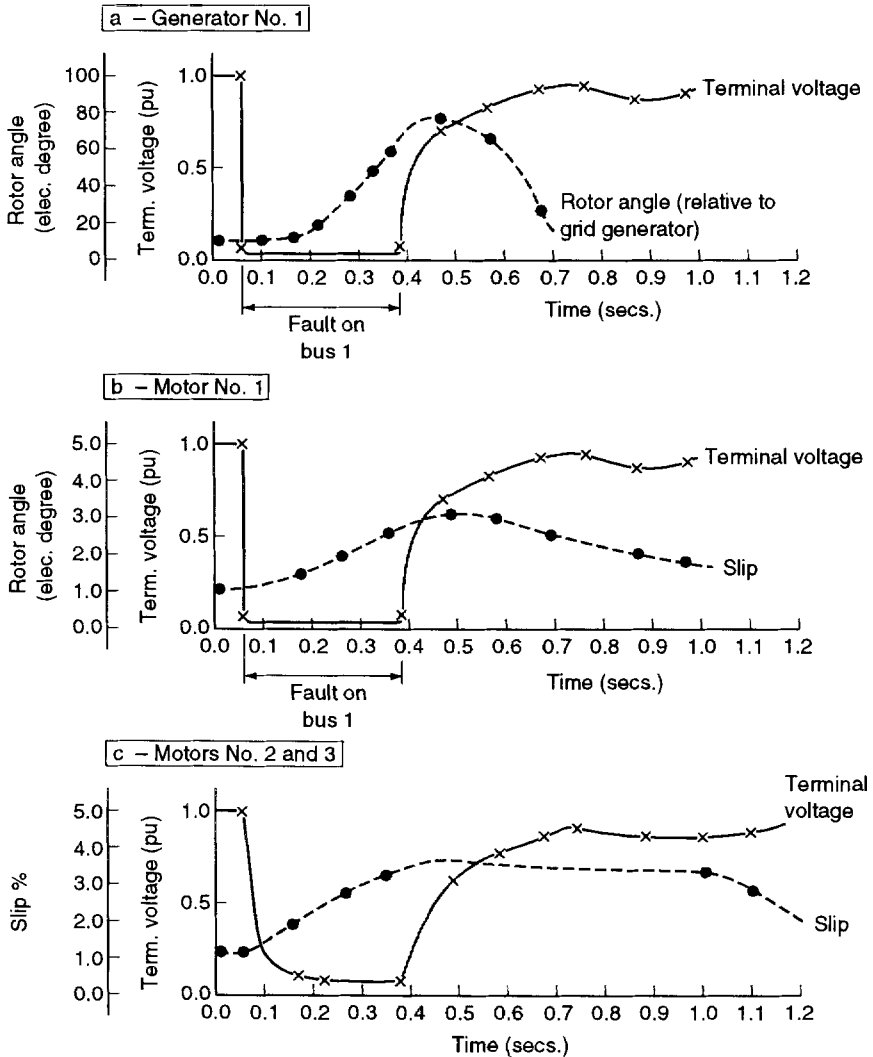 a – Generator No. 1
Rotor angle
(elec. degree)
100
80
60
40
20
0
Term. voltage (pu)
1.0
0.5
0.0
Terminal voltage
Rotor angle (relative to
grid generator)
0.0 0.1 0.2 0.3 0.4 0.5 0.6 0.7 0.8 0.9 1.0 1.1 1.2
Fault on
bus 1
Time (secs.)
b – Motor No. 1
Rotor angle
(elec. degree)
5.0
4.0
3.0
2.0
1.0
0.0
Term. voltage (pu)
1.0
0.5
0.0
Terminal voltage
Slip
0.0 0.1 0.2 0.3 0.4 0.5 0.6 0.7 0.8 0.9 1.0 1.1 1.2
Fault on
bus 1
Time (secs.)
c – Motors No. 2 and 3
Slip %
5.0
4.0
3.0
2.0
1.0
0.0
Term. voltage (pu)
1.0
0.5
0.0
Terminal
voltage
Slip
0.0 0.1 0.2 0.3 0.4 0.5 0.6 0.7 0.8 0.9 1.0 1.1 1.2
Time (secs.)